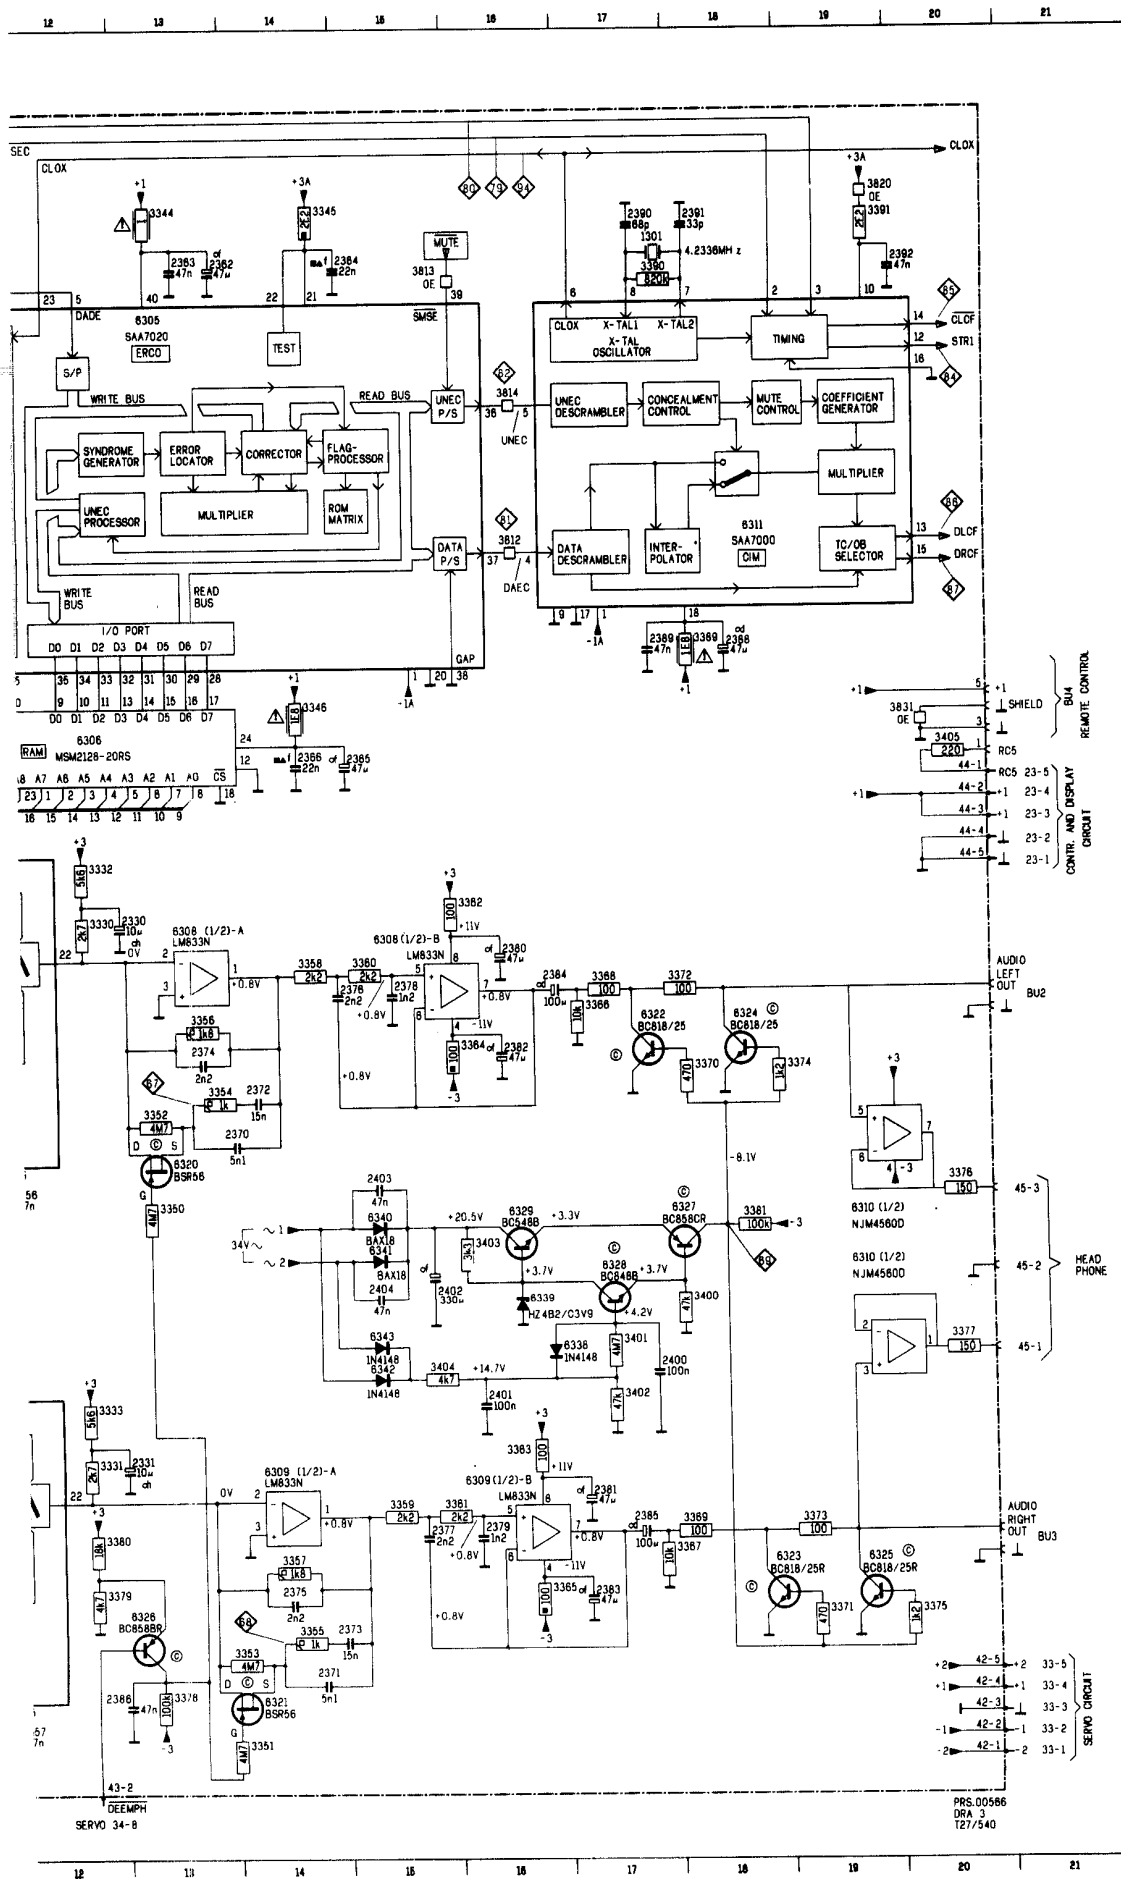 12 13 14 15 16 17 18 19 20 21
SEC
CLOX
CLOX
80 79 94
+1
3344
+3A
3345
2E2
2363
47n
2362
47µ
2364
22n
MUTE
3813
OE
39
2390
68p
2391
33p
1301
4.2336MHz
3390
820k
+3A
3820
OE
3391
2E2
2392
47n
23 5 40 22 21
DADE
6305
SAA7020
ERCO
TEST
SMSE
6 8 7 2 3 10
CLOX X-TAL1 X-TAL2
X-TAL
OSCILLATOR
TIMING
14 CLCF
85
12 STR1
84
16
S/P
WRITE BUS
READ BUS
UNEC
P/S
36
82
3814
5
UNEC
UNEC
DESCRAMBLER
CONCEALMENT
CONTROL
MUTE
CONTROL
COEFFICIENT
GENERATOR
SYNDROME
GENERATOR
ERROR
LOCATOR
CORRECTOR
FLAG-
PROCESSOR
UNEC
PROCESSOR
MULTIPLIER
ROM
MATRIX
MULTIPLIER
6311
SAA7000
CIM
81
3812
37 4
DAEC
DATA
P/S
DATA
DESCRAMBLER
INTER-
POLATOR
TC/OB
SELECTOR
86
13 DLCF
15 DRCF
87
WRITE
BUS
READ
BUS
I/O PORT
D0 D1 D2 D3 D4 D5 D6 D7
GAP
35 34 33 32 31 30 29 28
1 20 38
-1A
9 17 1
-1A
18
2389
47n
3389
1E8
2368
47µ
+1
9 10 11 13 14 15 16 17
D0 D1 D2 D3 D4 D5 D6 D7
6306
RAM MSM2128-20RS
24
12
A7 A6 A5 A4 A3 A2 A1 A0 CS
23 1 2 3 4 5 6 7 8 18
16 15 14 13 12 11 10 9
+1
3346
1E8
2366
22n
2365
47µ
+1 5 +1
SHIELD
3831
OE
3
BU4
REMOTE CONTROL
3405
220
1 RC5
44-1 RC5 23-5
+1 44-2 +1 23-4
44-3 +1 23-3
44-4 23-2
44-5 23-1
CONTR. AND DISPLAY
CIRCUIT
+3
3332
5k6
3330
2k7
2330
10µ
22
0V
6308 (1/2)-A
LM833N
2 3 1
+0.8V
3358
2k2
3360
2k2
2376
2n2
2378
1n2
+0.8V
+3
3362
100
+11V
6308 (1/2)-B
LM833N
5 6 7 8 4
+0.8V
-11V
2380
47µ
3364
100
2382
47µ
-3
2384
100µ
3366
10k
3368
100
3372
100
6322
BC818/25
6324
BC818/25
3370
470
3374
1k2
AUDIO
LEFT
OUT
BU2
3356
1k8
2374
2n2
67
3354
1k
2372
15n
3352
4M7
2370
5n1
D C S
6320
BSR56
G
3350
4M7
+0.8V
-8.1V
+3
5 6 7 4
-3
3376
150
45-3
6310 (1/2)
NJM4560D
6310 (1/2)
NJM4560D
45-2
HEAD
PHONE
2 3 1
3377
150
45-1
34V~
~1
~2
2403
47n
6340
BAX18
6341
BAX18
2404
47n
+20.5V
3403
3k3
2402
330µ
6329
BC548B
+3.3V
+3.7V
6339
HZ4B2/C3V9
6328
BC848B
+3.7V
+4.2V
6327
BC858CR
3381
100k
-3
69
3400
47k
6343
1N4148
6342
1N4148
3404
4k7
+14.7V
2401
100n
6338
1N4148
3401
4M7
2400
100n
3402
47k
+3
3333
5k6
3331
2k7
2331
10µ
22
0V
6309 (1/2)-A
LM833N
2 3 1
+0.8V
3359
2k2
3361
2k2
2377
2n2
2379
1n2
+0.8V
+3
3363
100
+11V
6309 (1/2)-B
LM833N
5 6 7 8 4
+0.8V
-11V
2381
47µ
3365
100
2383
47µ
-3
2385
100µ
3367
10k
3369
100
3373
100
6323
BC818/25R
6325
BC818/25R
3371
470
3375
1k2
AUDIO
RIGHT
OUT
BU3
+3
3380
18k
3379
4k7
6326
BC858BR
2386
47n
3378
100k
-3
3357
1k8
2375
2n2
68
3355
1k
2373
15n
3353
4M7
2371
5n1
D C S
6321
BSR56
G
3351
4M7
+0.8V
+2 42-5 +2 33-5
+1 42-4 +1 33-4
42-3 33-3
-1 42-2 -1 33-2
-2 42-1 -2 33-1
SERVO CIRCUIT
43-2
DEEMPH
SERVO 34-8
PRS.00566
DRA 3
T27/540
12 13 14 15 16 17 18 19 20 21